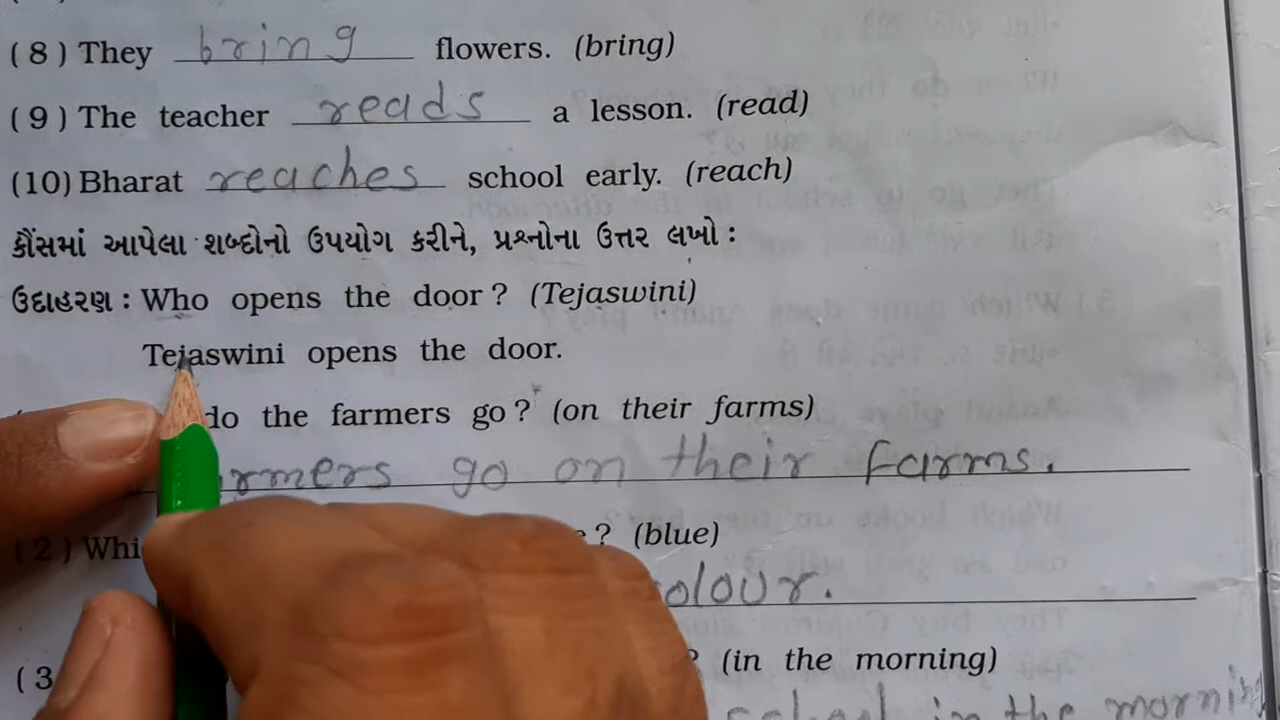 ( 8 ) They bring flowers. (bring)
( 9 ) The teacher reads a lesson. (read)
(10) Bharat reaches school early. (reach)
કૌંસમાં આપેલા શબ્દોનો ઉપયોગ કરીને, પ્રશ્નોના ઉત્તર લખો :
ઉદાહરણ : Who opens the door ? (Tejaswini)
Tejaswini opens the door.
do the farmers go ? (on their farms)
go on their farms.
( 2 ) ? (blue)
( 3 ? (in the morning)
in the